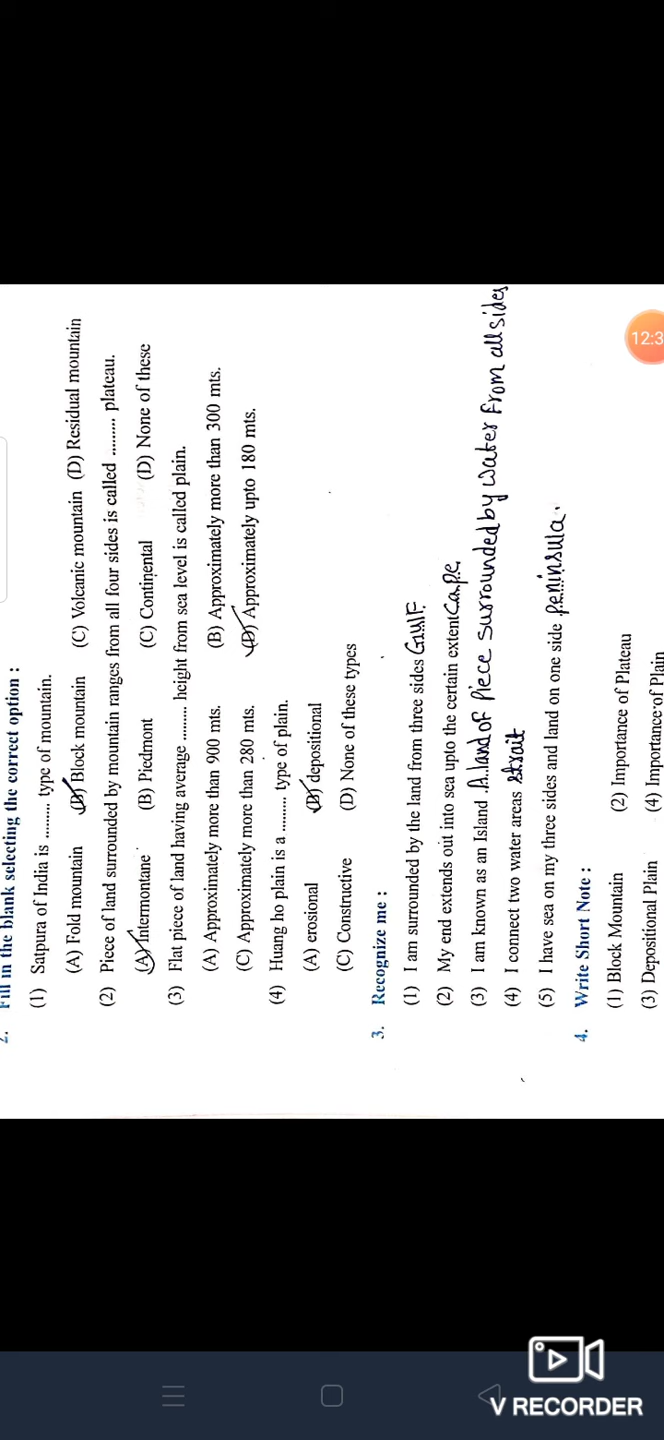 2. Fill in the blank selecting the correct option :
(1) Satpura of India is ......... type of mountain.
(A) Fold mountain (B) Block mountain (C) Volcanic mountain (D) Residual mountain
(2) Piece of land surrounded by mountain ranges from all four sides is called ......... plateau.
(A) Intermontane (B) Piedmont (C) Continental (D) None of these
(3) Flat piece of land having average ......... height from sea level is called plain.
(A) Approximately more than 900 mts. (B) Approximately more than 300 mts.
(C) Approximately more than 280 mts. (D) Approximately upto 180 mts.
(4) Huang ho plain is a ......... type of plain.
(A) erosional (B) depositional
(C) Constructive (D) None of these types
3. Recognize me :
(1) I am surrounded by the land from three sides Gulf.
(2) My end extends out into sea upto the certain extent Cape.
(3) I am known as an Island A land of Piece surrounded by water from all sides
(4) I connect two water areas strait
(5) I have sea on my three sides and land on one side Peninsula.
4. Write Short Note :
(1) Block Mountain (2) Importance of Plateau
(3) Depositional Plain (4) Importance of Plain
12:3
V RECORDER